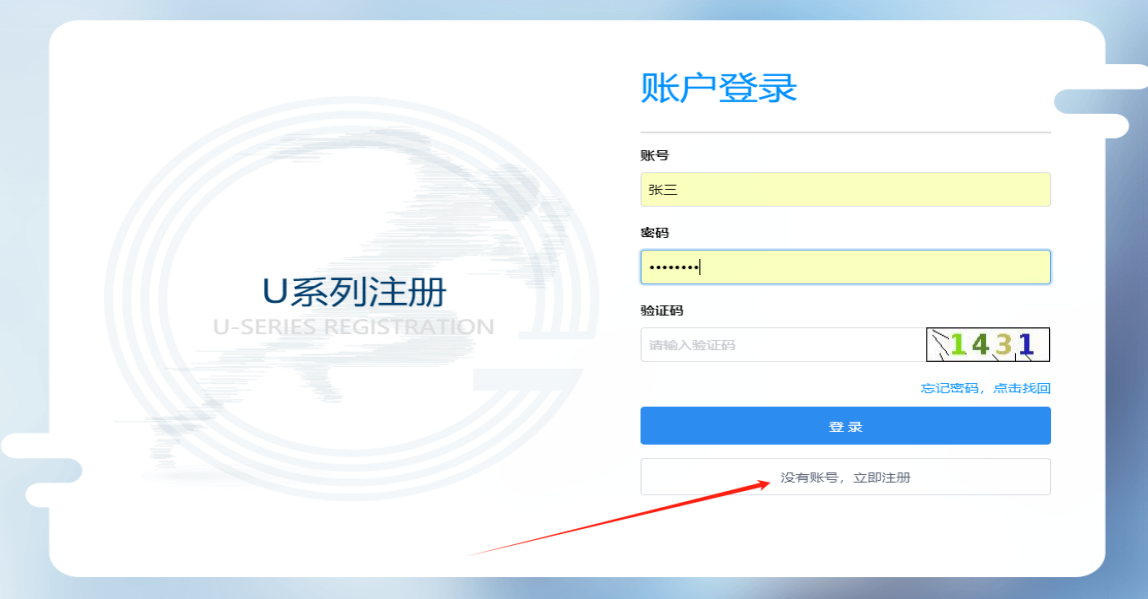 账户登录
账号
张三
密码
••••••••
U系列注册
U-SERIES REGISTRATION
验证码
请输入验证码
1431
忘记密码，点击找回
登 录
没有账号，立即注册